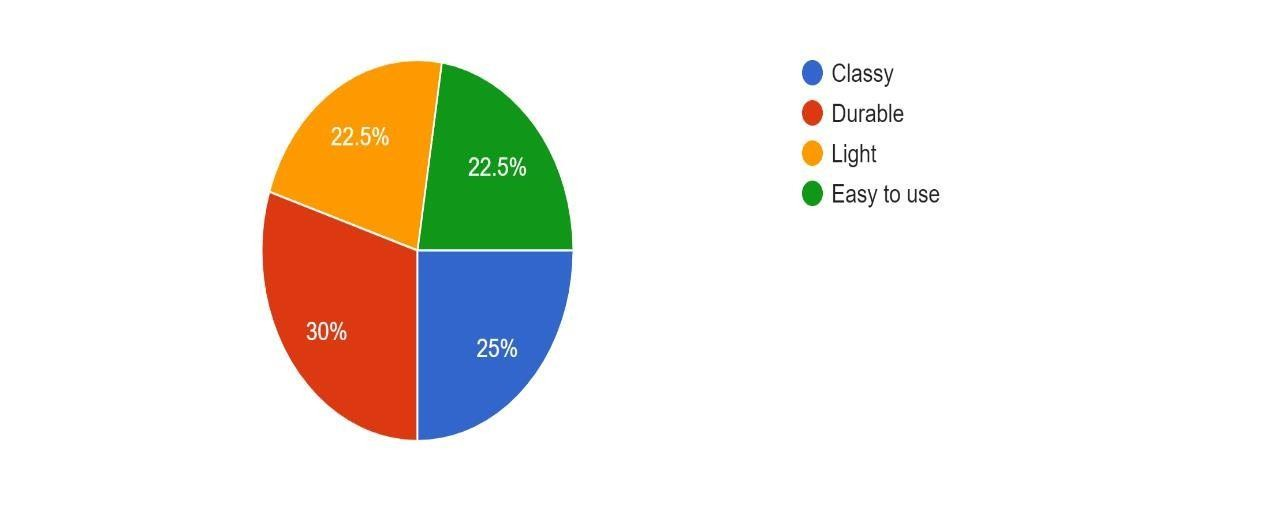 22.5%
22.5%
30%
25%
Classy
Durable
Light
Easy to use